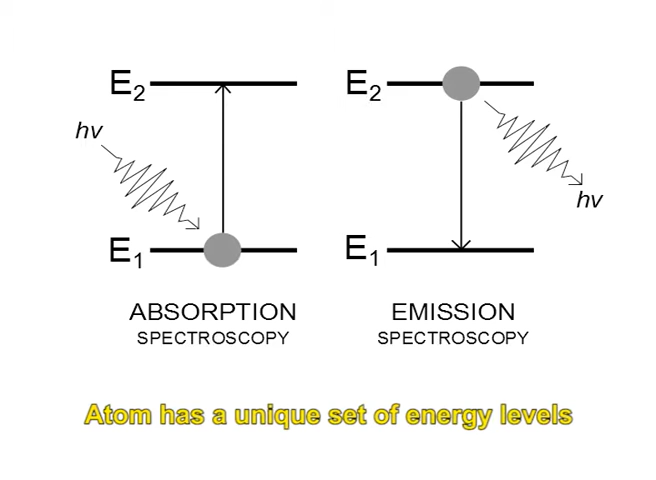 E2
hv
E1
ABSORPTION
SPECTROSCOPY
E2
hv
E1
EMISSION
SPECTROSCOPY
Atom has a unique set of energy levels